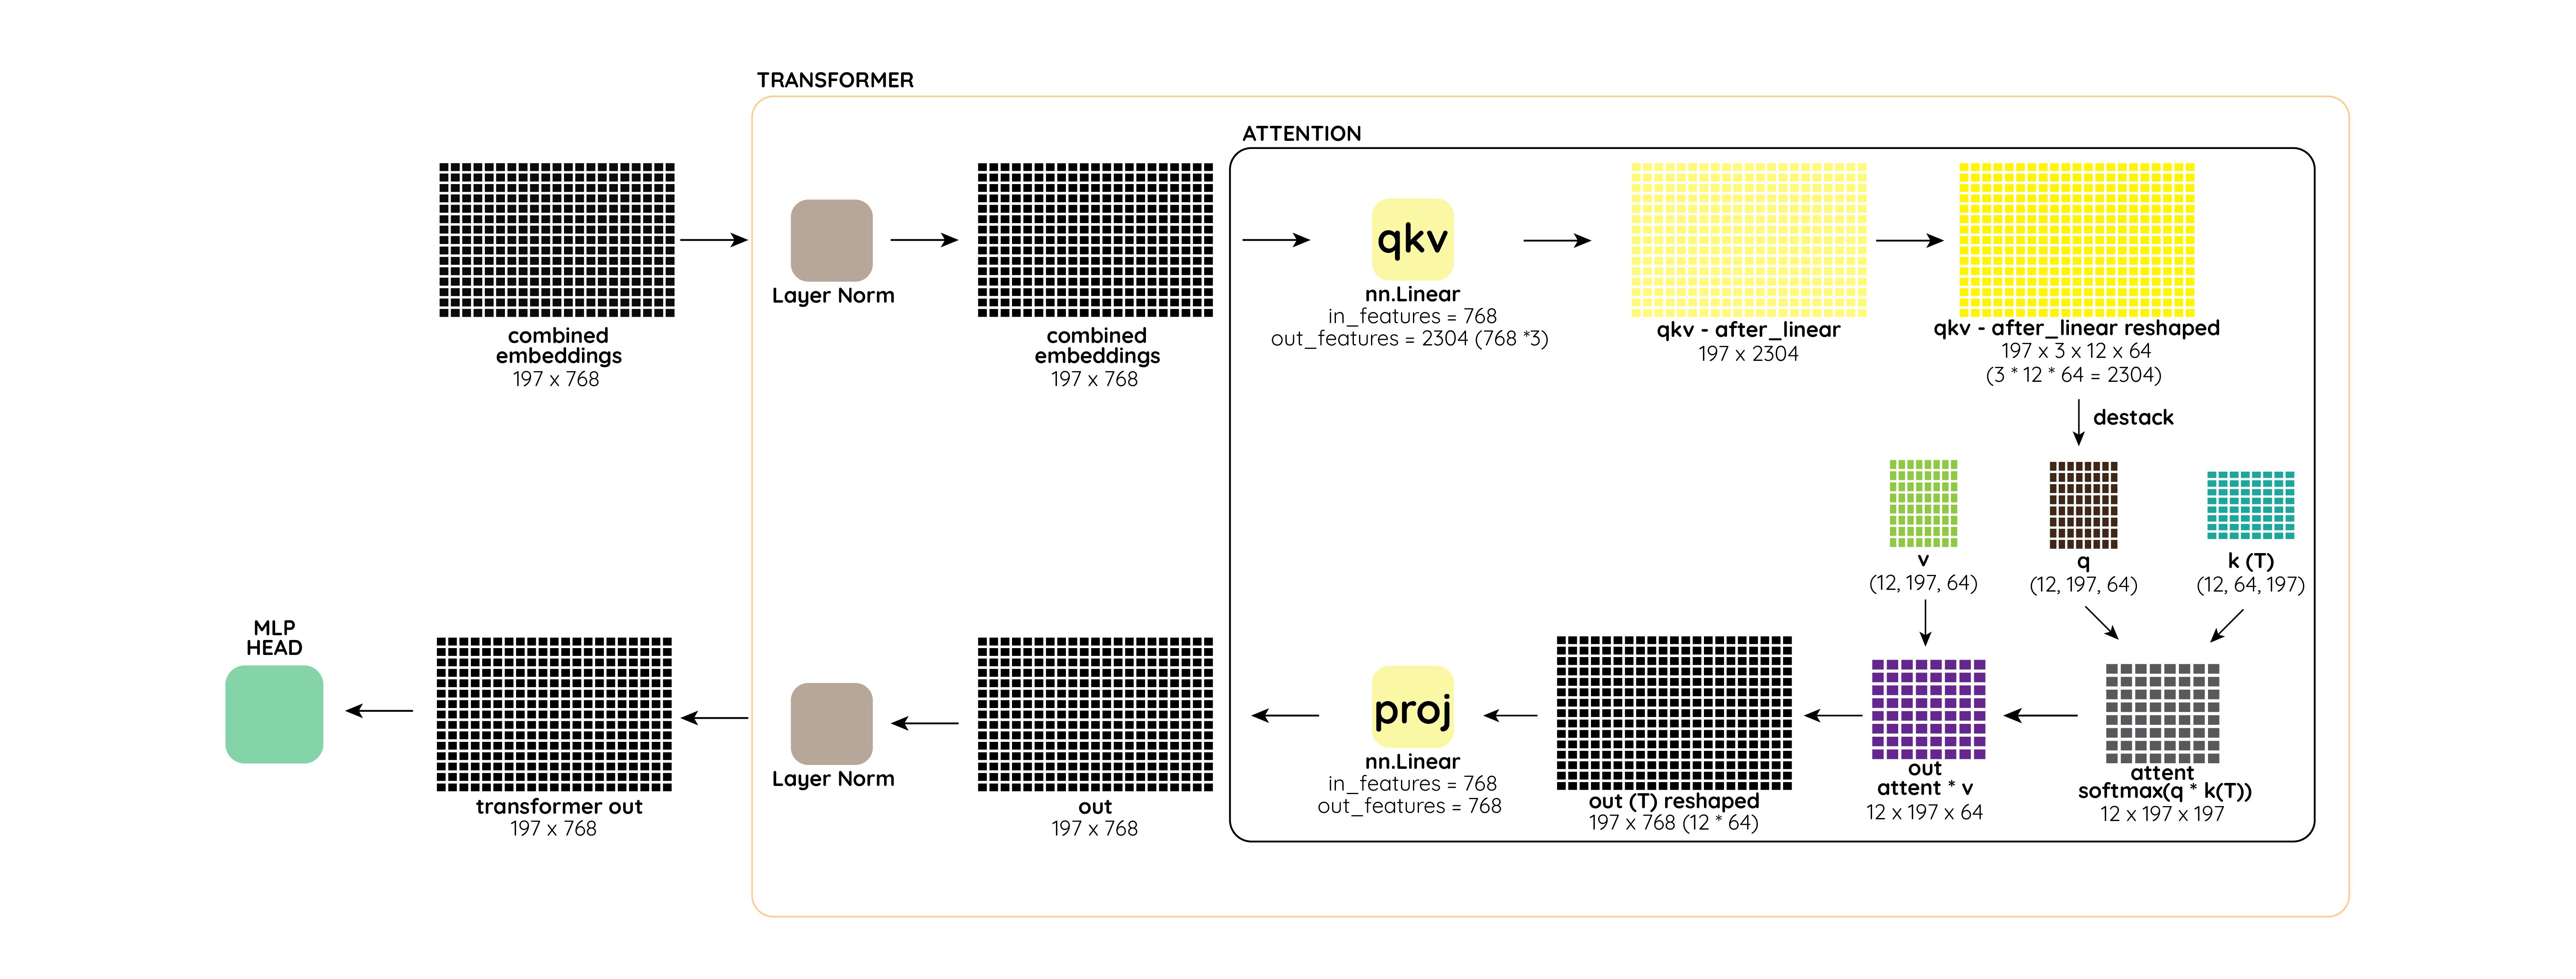 TRANSFORMER
ATTENTION
combined
embeddings
197 x 768
Layer Norm
combined
embeddings
197 x 768
qkv
nn.Linear
in_features = 768
out_features = 2304 (768 *3)
qkv - after_linear
197 x 2304
qkv - after_linear reshaped
197 x 3 x 12 x 64
(3 * 12 * 64 = 2304)
destack
v
(12, 197, 64)
q
(12, 197, 64)
k (T)
(12, 64, 197)
attent
softmax(q * k(T))
12 x 197 x 197
out
attent * v
12 x 197 x 64
out (T) reshaped
197 x 768 (12 * 64)
proj
nn.Linear
in_features = 768
out_features = 768
out
197 x 768
Layer Norm
transformer out
197 x 768
MLP
HEAD